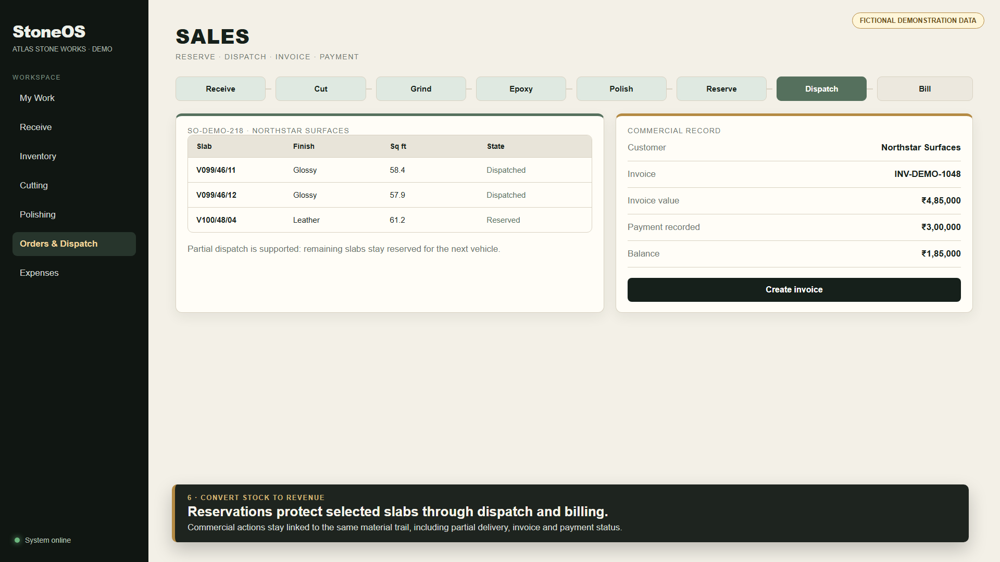 StoneOS
ATLAS STONE WORKS · DEMO
WORKSPACE
My Work
Receive
Inventory
Cutting
Polishing
Orders & Dispatch
Expenses
System online
FICTIONAL DEMONSTRATION DATA
SALES
RESERVE · DISPATCH · INVOICE · PAYMENT
Receive
Cut
Grind
Epoxy
Polish
Reserve
Dispatch
Bill
SO-DEMO-218 · NORTHSTAR SURFACES
Slab Finish Sq ft State
V099/46/11 Glossy 58.4 Dispatched
V099/46/12 Glossy 57.9 Dispatched
V100/48/04 Leather 61.2 Reserved
Partial dispatch is supported: remaining slabs stay reserved for the next vehicle.
COMMERCIAL RECORD
Customer Northstar Surfaces
Invoice INV-DEMO-1048
Invoice value ₹4,85,000
Payment recorded ₹3,00,000
Balance ₹1,85,000
Create invoice
6 · CONVERT STOCK TO REVENUE
Reservations protect selected slabs through dispatch and billing.
Commercial actions stay linked to the same material trail, including partial delivery, invoice and payment status.